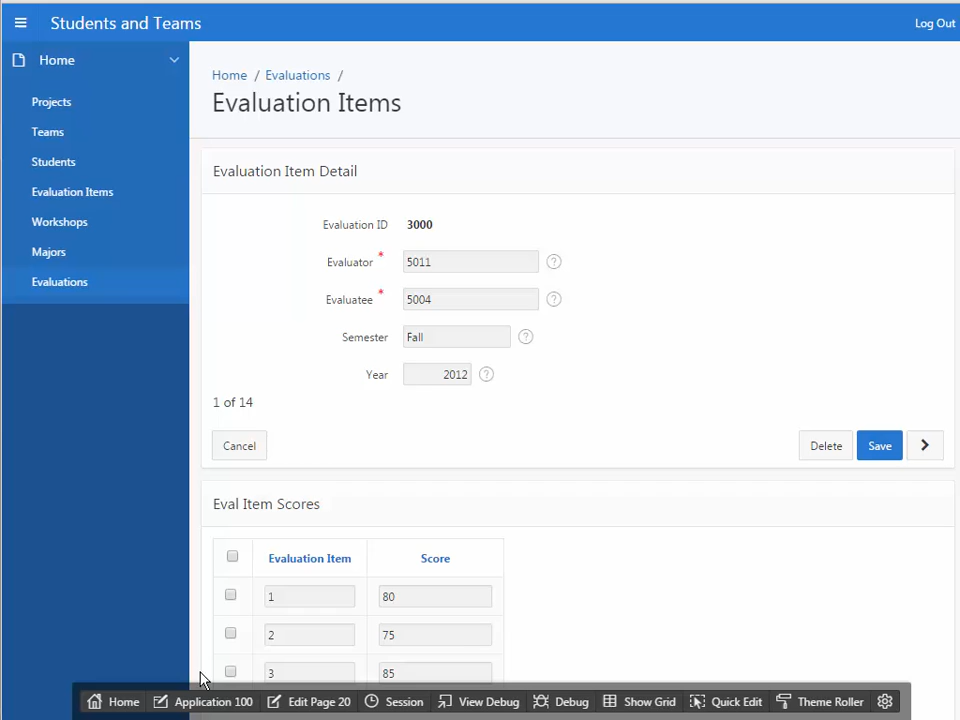 Students and Teams
Log Out
Home
Projects
Teams
Students
Evaluation Items
Workshops
Majors
Evaluations
Home / Evaluations /
Evaluation Items
Evaluation Item Detail
Evaluation ID 3000
Evaluator * 5011 ?
Evaluatee * 5004 ?
Semester Fall ?
Year 2012 ?
1 of 14
Cancel Delete Save
Eval Item Scores
Evaluation Item Score
1 80
2 75
3 85
Home Application 100 Edit Page 20 Session View Debug Debug Show Grid Quick Edit Theme Roller